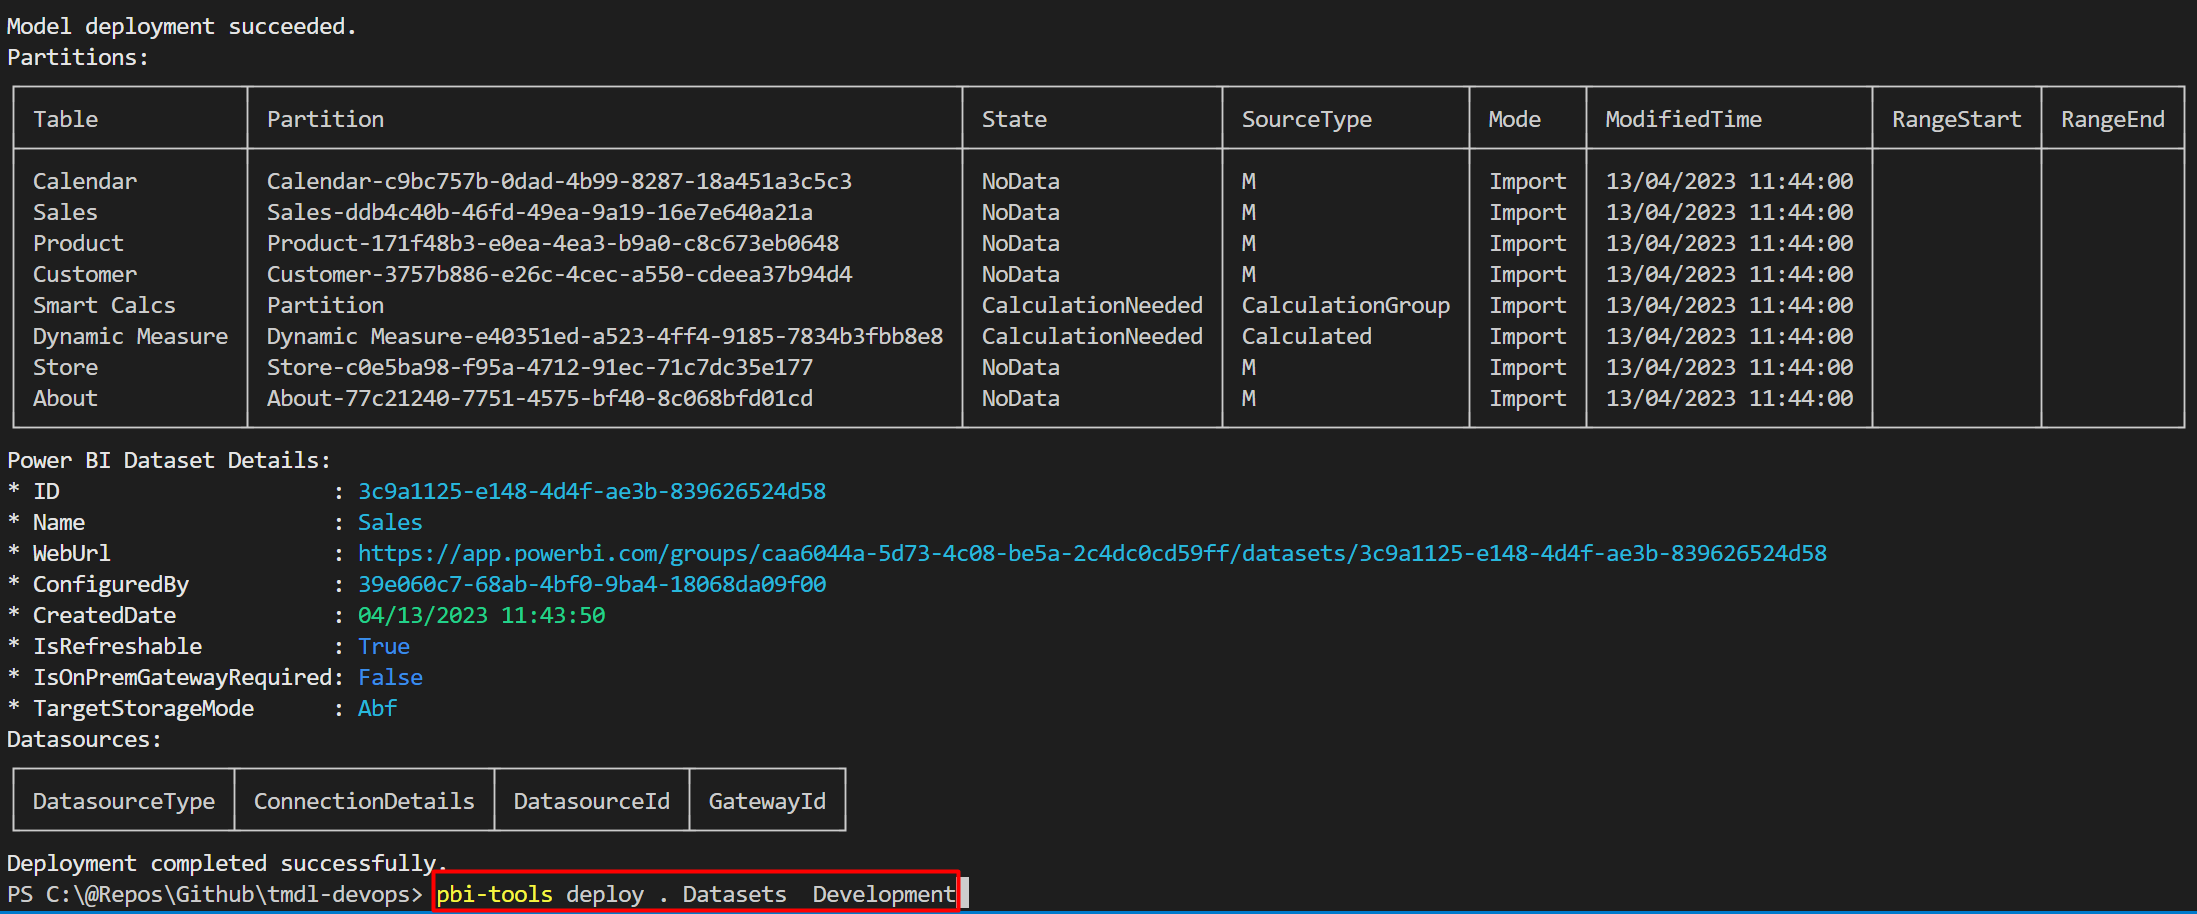 Model deployment succeeded.
Partitions:
Table Partition State SourceType Mode ModifiedTime RangeStart RangeEnd
Calendar Calendar-c9bc757b-0dad-4b99-8287-18a451a3c5c3 NoData M Import 13/04/2023 11:44:00
Sales Sales-ddb4c40b-46fd-49ea-9a19-16e7e640a21a NoData M Import 13/04/2023 11:44:00
Product Product-171f48b3-e0ea-4ea3-b9a0-c8c673eb0648 NoData M Import 13/04/2023 11:44:00
Customer Customer-3757b886-e26c-4cec-a550-cdeea37b94d4 NoData M Import 13/04/2023 11:44:00
Smart Calcs Partition CalculationNeeded CalculationGroup Import 13/04/2023 11:44:00
Dynamic Measure Dynamic Measure-e40351ed-a523-4ff4-9185-7834b3fbb8e8 CalculationNeeded Calculated Import 13/04/2023 11:44:00
Store Store-c0e5ba98-f95a-4712-91ec-71c7dc35e177 NoData M Import 13/04/2023 11:44:00
About About-77c21240-7751-4575-bf40-8c068bfd01cd NoData M Import 13/04/2023 11:44:00
Power BI Dataset Details:
* ID : 3c9a1125-e148-4d4f-ae3b-839626524d58
* Name : Sales
* WebUrl : https://app.powerbi.com/groups/caa6044a-5d73-4c08-be5a-2c4dc0cd59ff/datasets/3c9a1125-e148-4d4f-ae3b-839626524d58
* ConfiguredBy : 39e060c7-68ab-4bf0-9ba4-18068da09f00
* CreatedDate : 04/13/2023 11:43:50
* IsRefreshable : True
* IsOnPremGatewayRequired: False
* TargetStorageMode : Abf
Datasources:
DatasourceType ConnectionDetails DatasourceId GatewayId
Deployment completed successfully.
PS C:\@Repos\Github\tmdl-devops> pbi-tools deploy . Datasets  Development